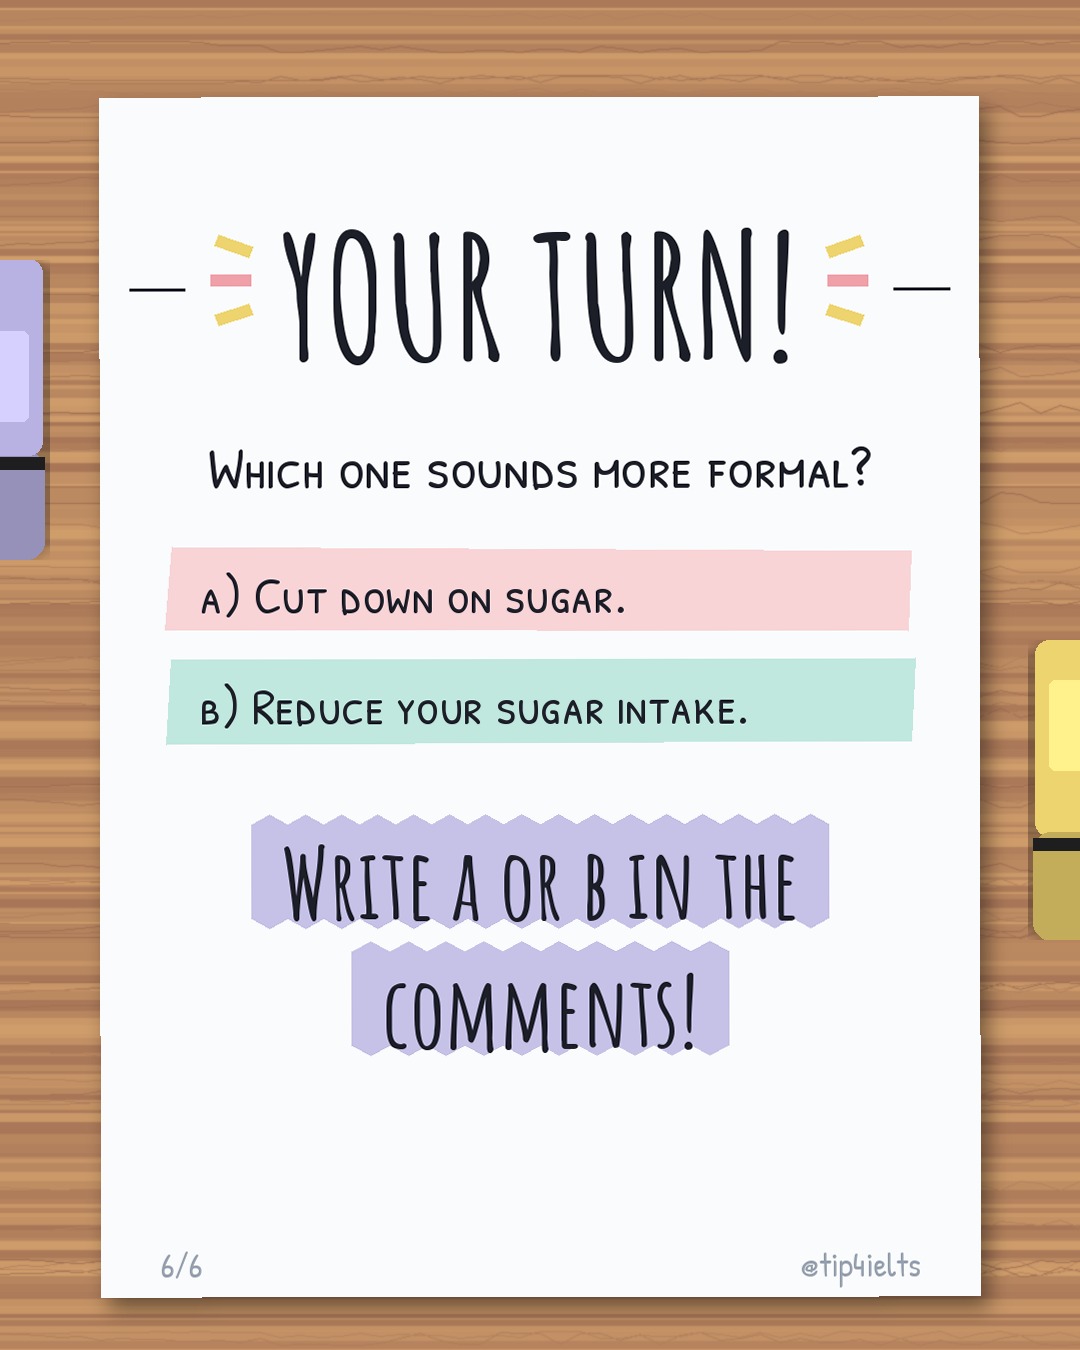 YOUR TURN!
Which one sounds more formal?
a) Cut down on sugar.
b) Reduce your sugar intake.
Write A or B in the
comments!
6/6
@tip4ielts